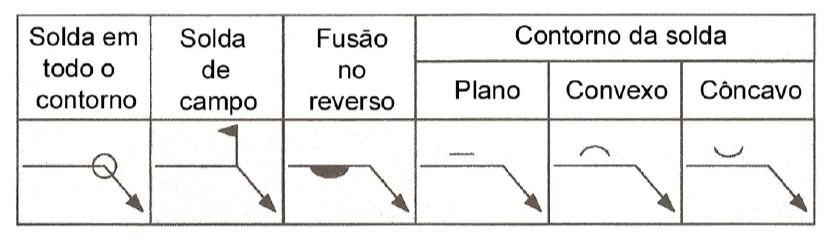 Solda em
todo o
contorno
Solda
de
campo
Fusão
no
reverso
Contorno da solda
Plano
Convexo
Côncavo